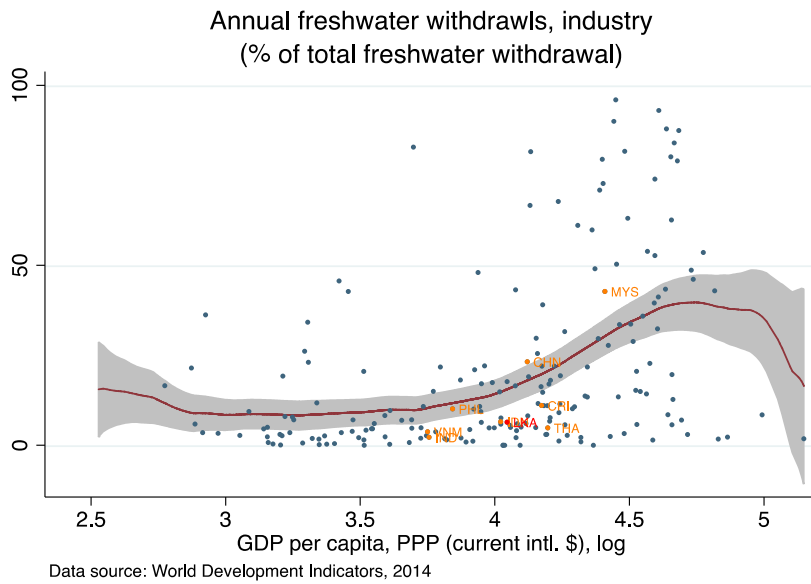 Annual freshwater withdrawls, industry
(% of total freshwater withdrawal)
100
50
0
MYS
CHN
PHL
CRI
LKA
THA
VNM
IND
2.5 3 3.5 4 4.5 5
GDP per capita, PPP (current intl. $), log
Data source: World Development Indicators, 2014